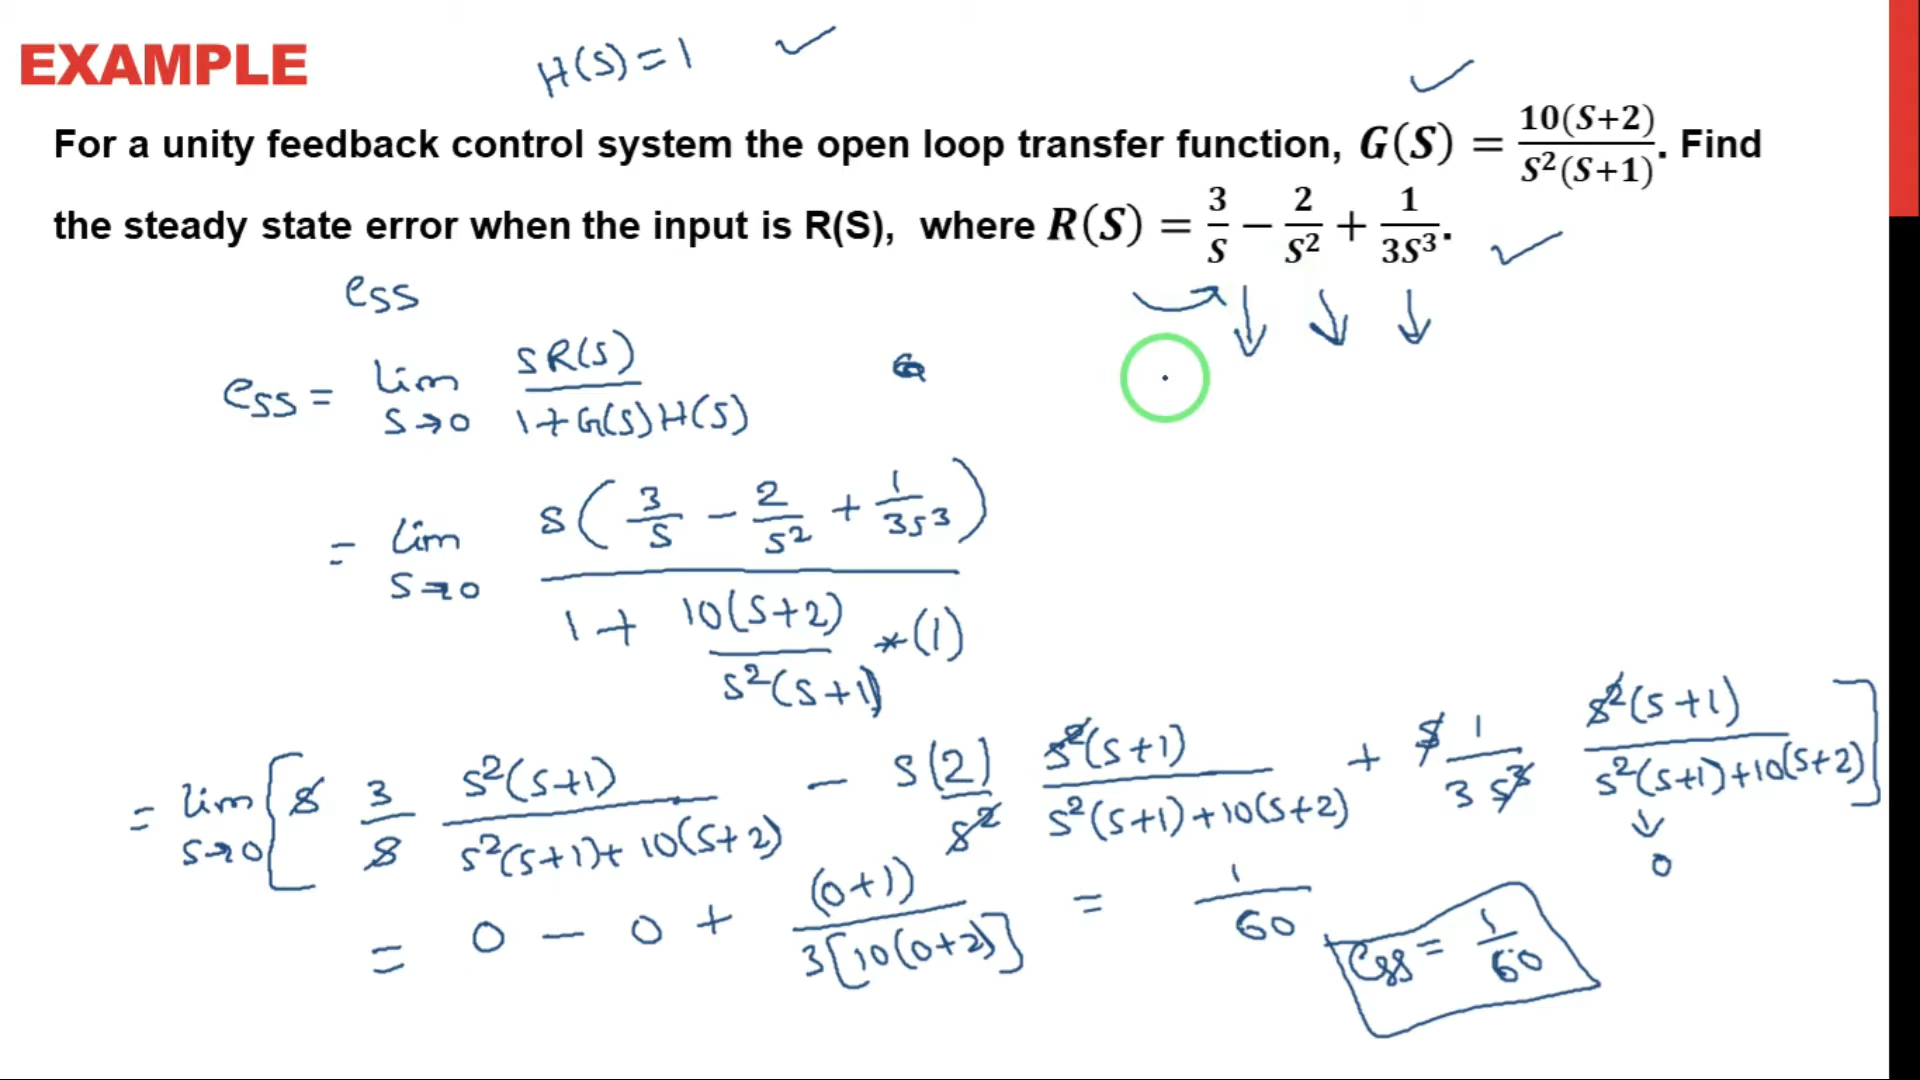 EXAMPLE
H(S)=1 ✓
For a unity feedback control system the open loop transfer function, G(S) = 10(S+2)/S²(S+1). Find ✓
the steady state error when the input is R(S), where R(S) = 3/S − 2/S² + 1/3S³. ✓
ess
ess = lim S→0 SR(S)/1+G(S)H(S)
= lim S→0 S(3/S − 2/S² + 1/3S³) / 1+ 10(S+2)/S²(S+1) *(1)
= lim S→0 [S 3/S S²(S+1)/S²(S+1)+10(S+2) − S(2)/S² S²(S+1)/S²(S+1)+10(S+2) + S 1/3S³ S²(S+1)/S²(S+1)+10(S+2)]
↓
0
= 0 − 0 + (0+1)/3[10(0+2)] = 1/60
ess = 1/60